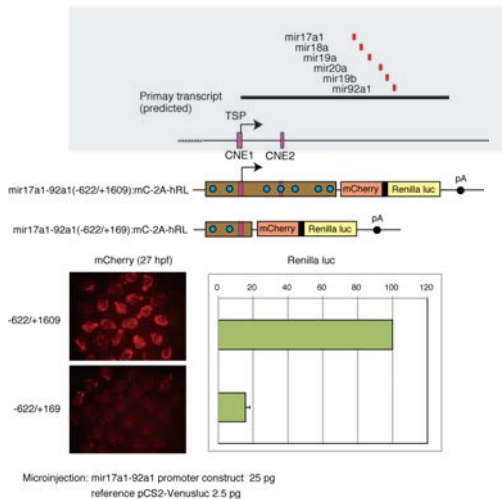 mir17a1
mir18a
mir19a
mir20a
mir19b
mir92a1
Primay transcript
(predicted)
TSP
CNE1
CNE2
mir17a1-92a1(-622/+1609):mC-2A-hRL
mCherry
Renilla luc
pA
mir17a1-92a1(-622/+169):mC-2A-hRL
mCherry
Renilla luc
pA
mCherry (27 hpf)
Renilla luc
0 20 40 60 80 100 120
-622/+1609
-622/+169
Microinjection: mir17a1-92a1 promoter construct 25 pg
reference pCS2-Venusluc 2.5 pg